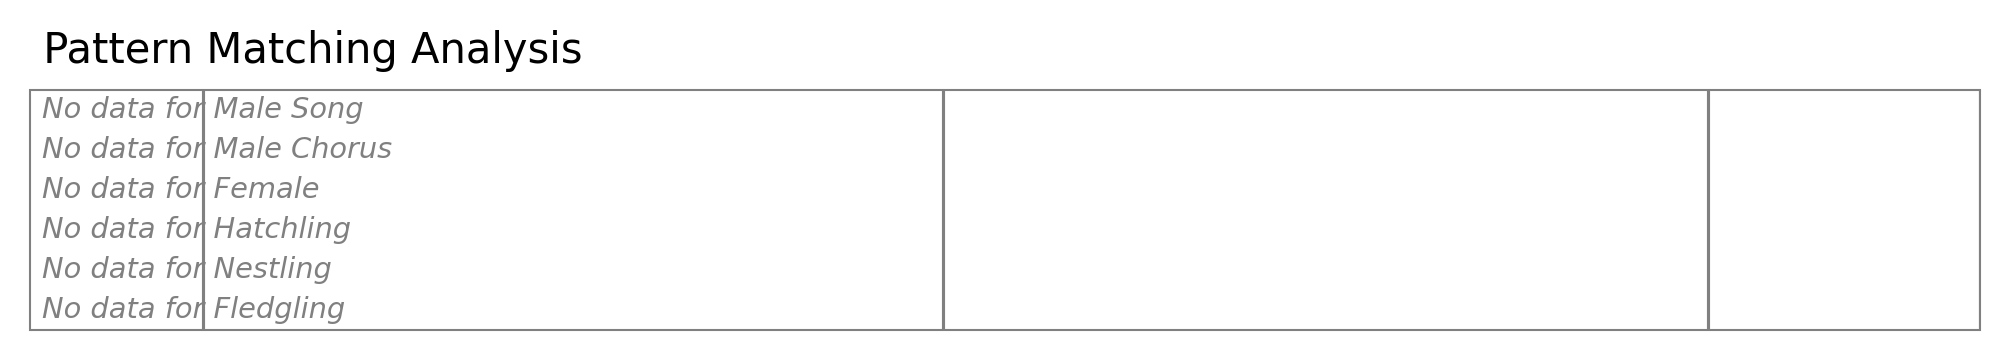 Pattern Matching Analysis
No data for Male Song
No data for Male Chorus
No data for Female
No data for Hatchling
No data for Nestling
No data for Fledgling